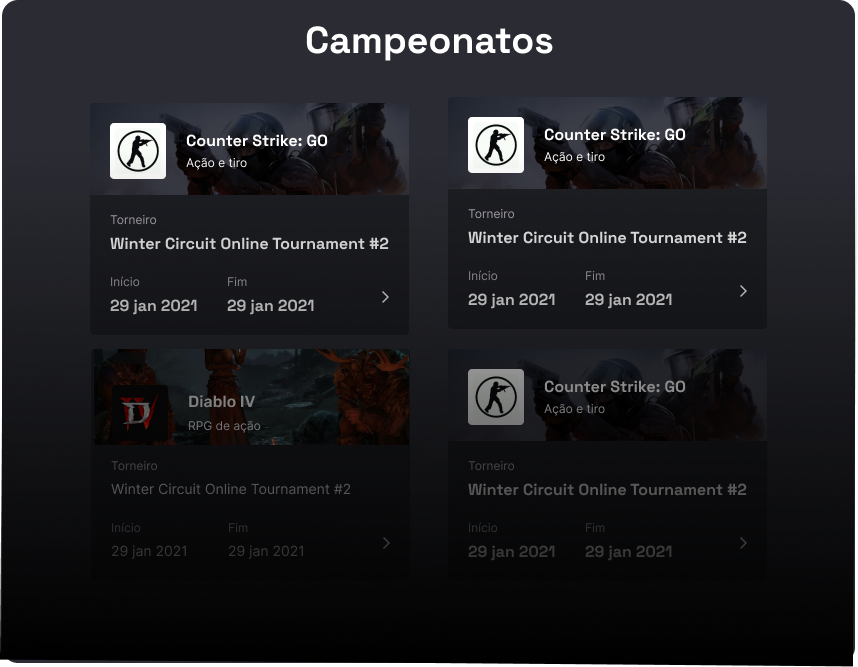 Campeonatos
Counter Strike: GO
Ação e tiro
Torneiro
Winter Circuit Online Tournament #2
Início
Fim
29 jan 2021
29 jan 2021
Counter Strike: GO
Ação e tiro
Torneiro
Winter Circuit Online Tournament #2
Início
Fim
29 jan 2021
29 jan 2021
Diablo IV
RPG de ação
Torneiro
Winter Circuit Online Tournament #2
Início
Fim
29 jan 2021
29 jan 2021
Counter Strike: GO
Ação e tiro
Torneiro
Winter Circuit Online Tournament #2
Início
Fim
29 jan 2021
29 jan 2021